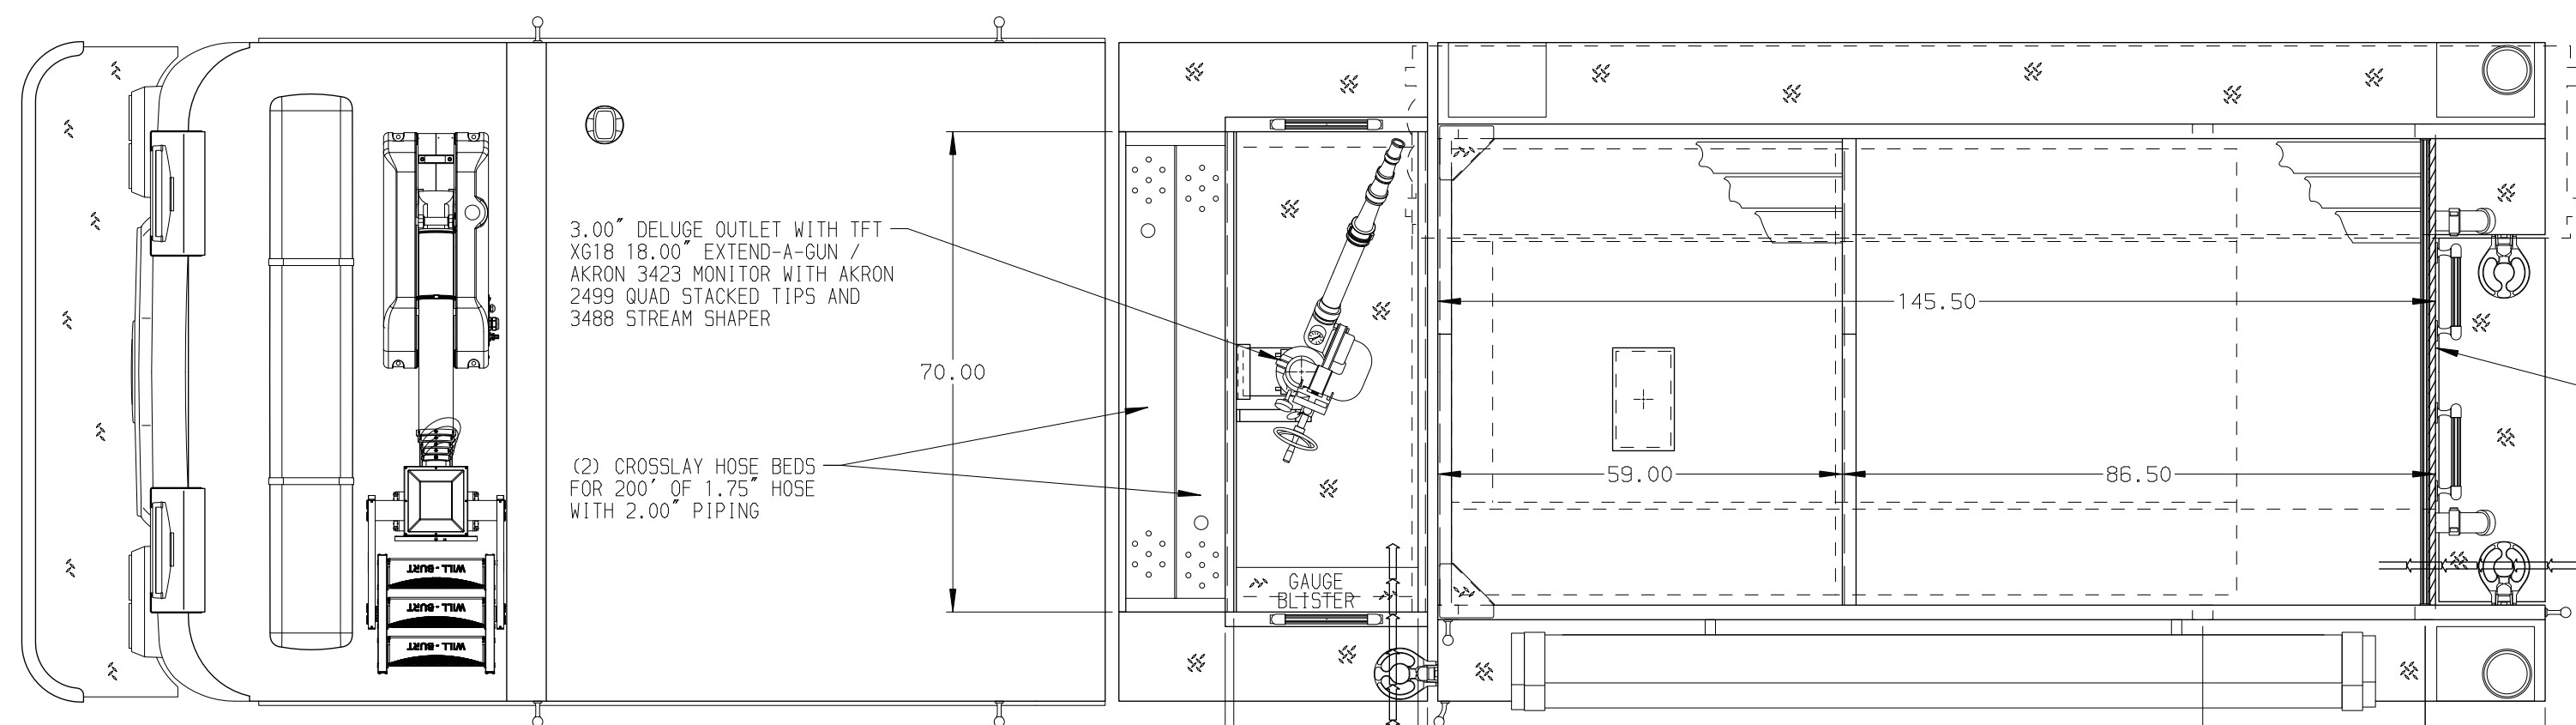 3.00" DELUGE OUTLET WITH TFT
XG18 18.00" EXTEND-A-GUN /
AKRON 3423 MONITOR WITH AKRON
2499 QUAD STACKED TIPS AND
3488 STREAM SHAPER
70.00
(2) CROSSLAY HOSE BEDS
FOR 200' OF 1.75" HOSE
WITH 2.00" PIPING
145.50
59.00
86.50
GAUGE
BLISTER
WILL-BURT
WILL-BURT
WILL-BURT